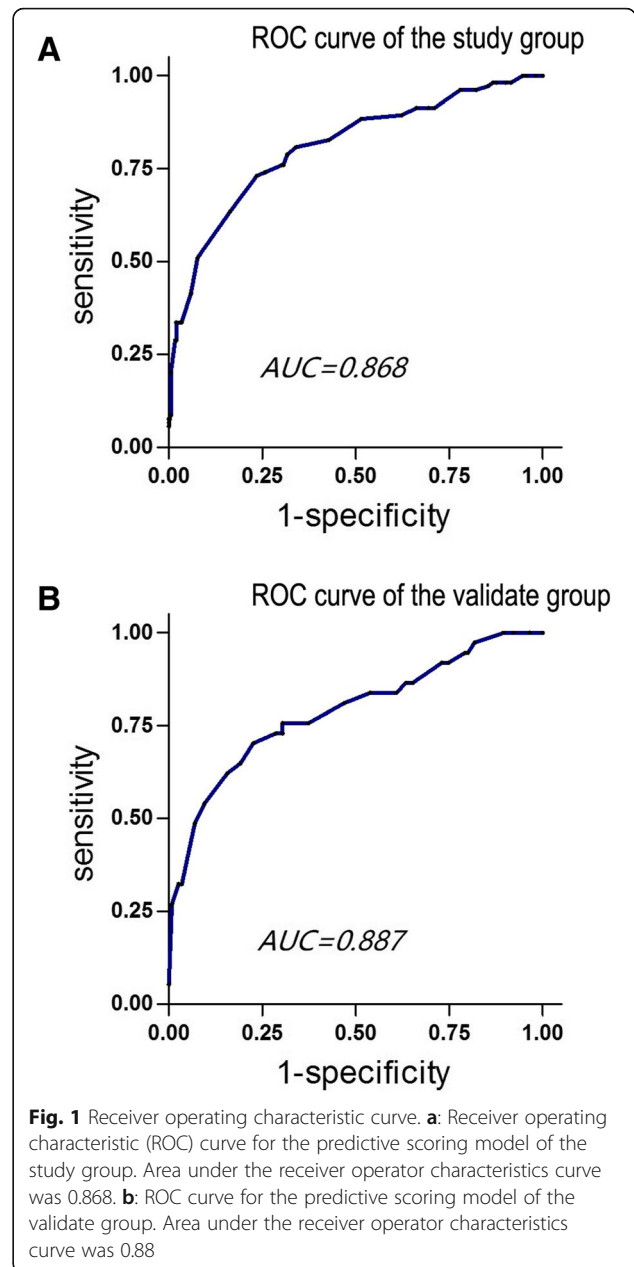 A
ROC curve of the study group
1.00
0.75
0.50
0.25
0.00
sensitivity
AUC=0.868
0.00 0.25 0.50 0.75 1.00
1-specificity
B
ROC curve of the validate group
1.00
0.75
0.50
0.25
0.00
sensitivity
AUC=0.887
0.00 0.25 0.50 0.75 1.00
1-specificity
Fig. 1 Receiver operating characteristic curve. a: Receiver operating
characteristic (ROC) curve for the predictive scoring model of the
study group. Area under the receiver operator characteristics curve
was 0.868. b: ROC curve for the predictive scoring model of the
validate group. Area under the receiver operator characteristics
curve was 0.88